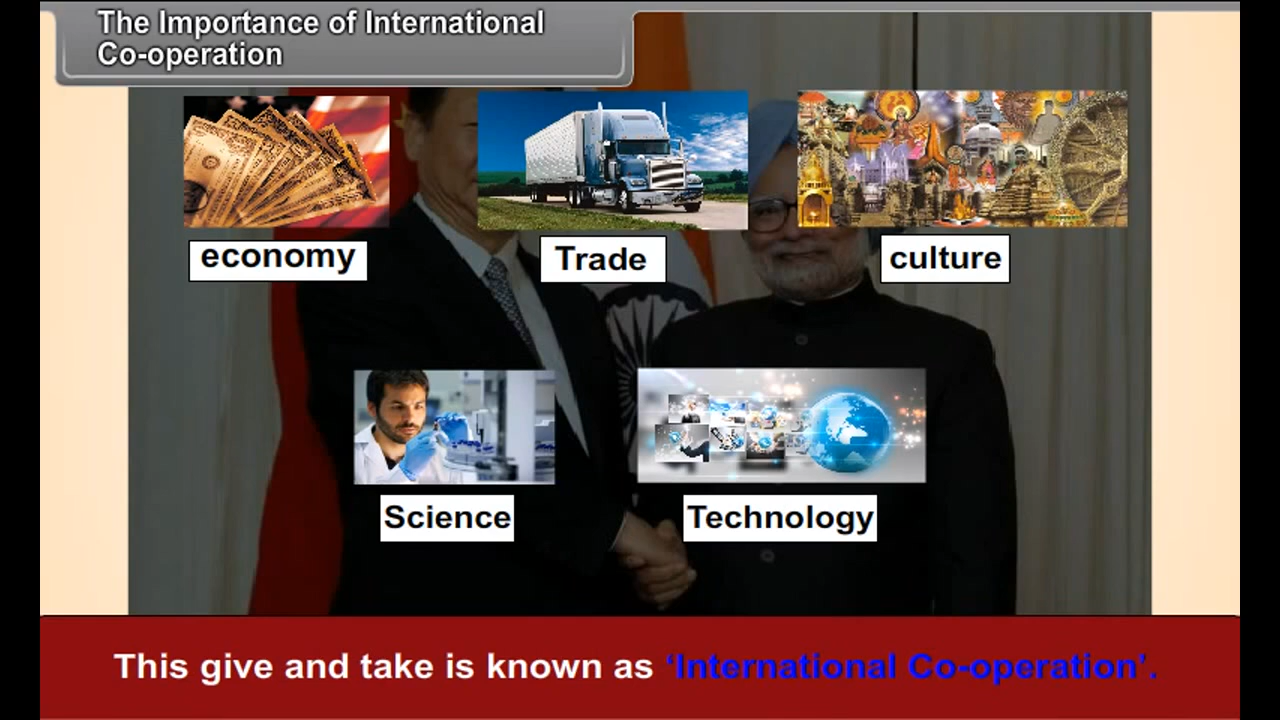 The Importance of International
Co-operation
economy
Trade
culture
Science
Technology
This give and take is known as ‘International Co-operation’.